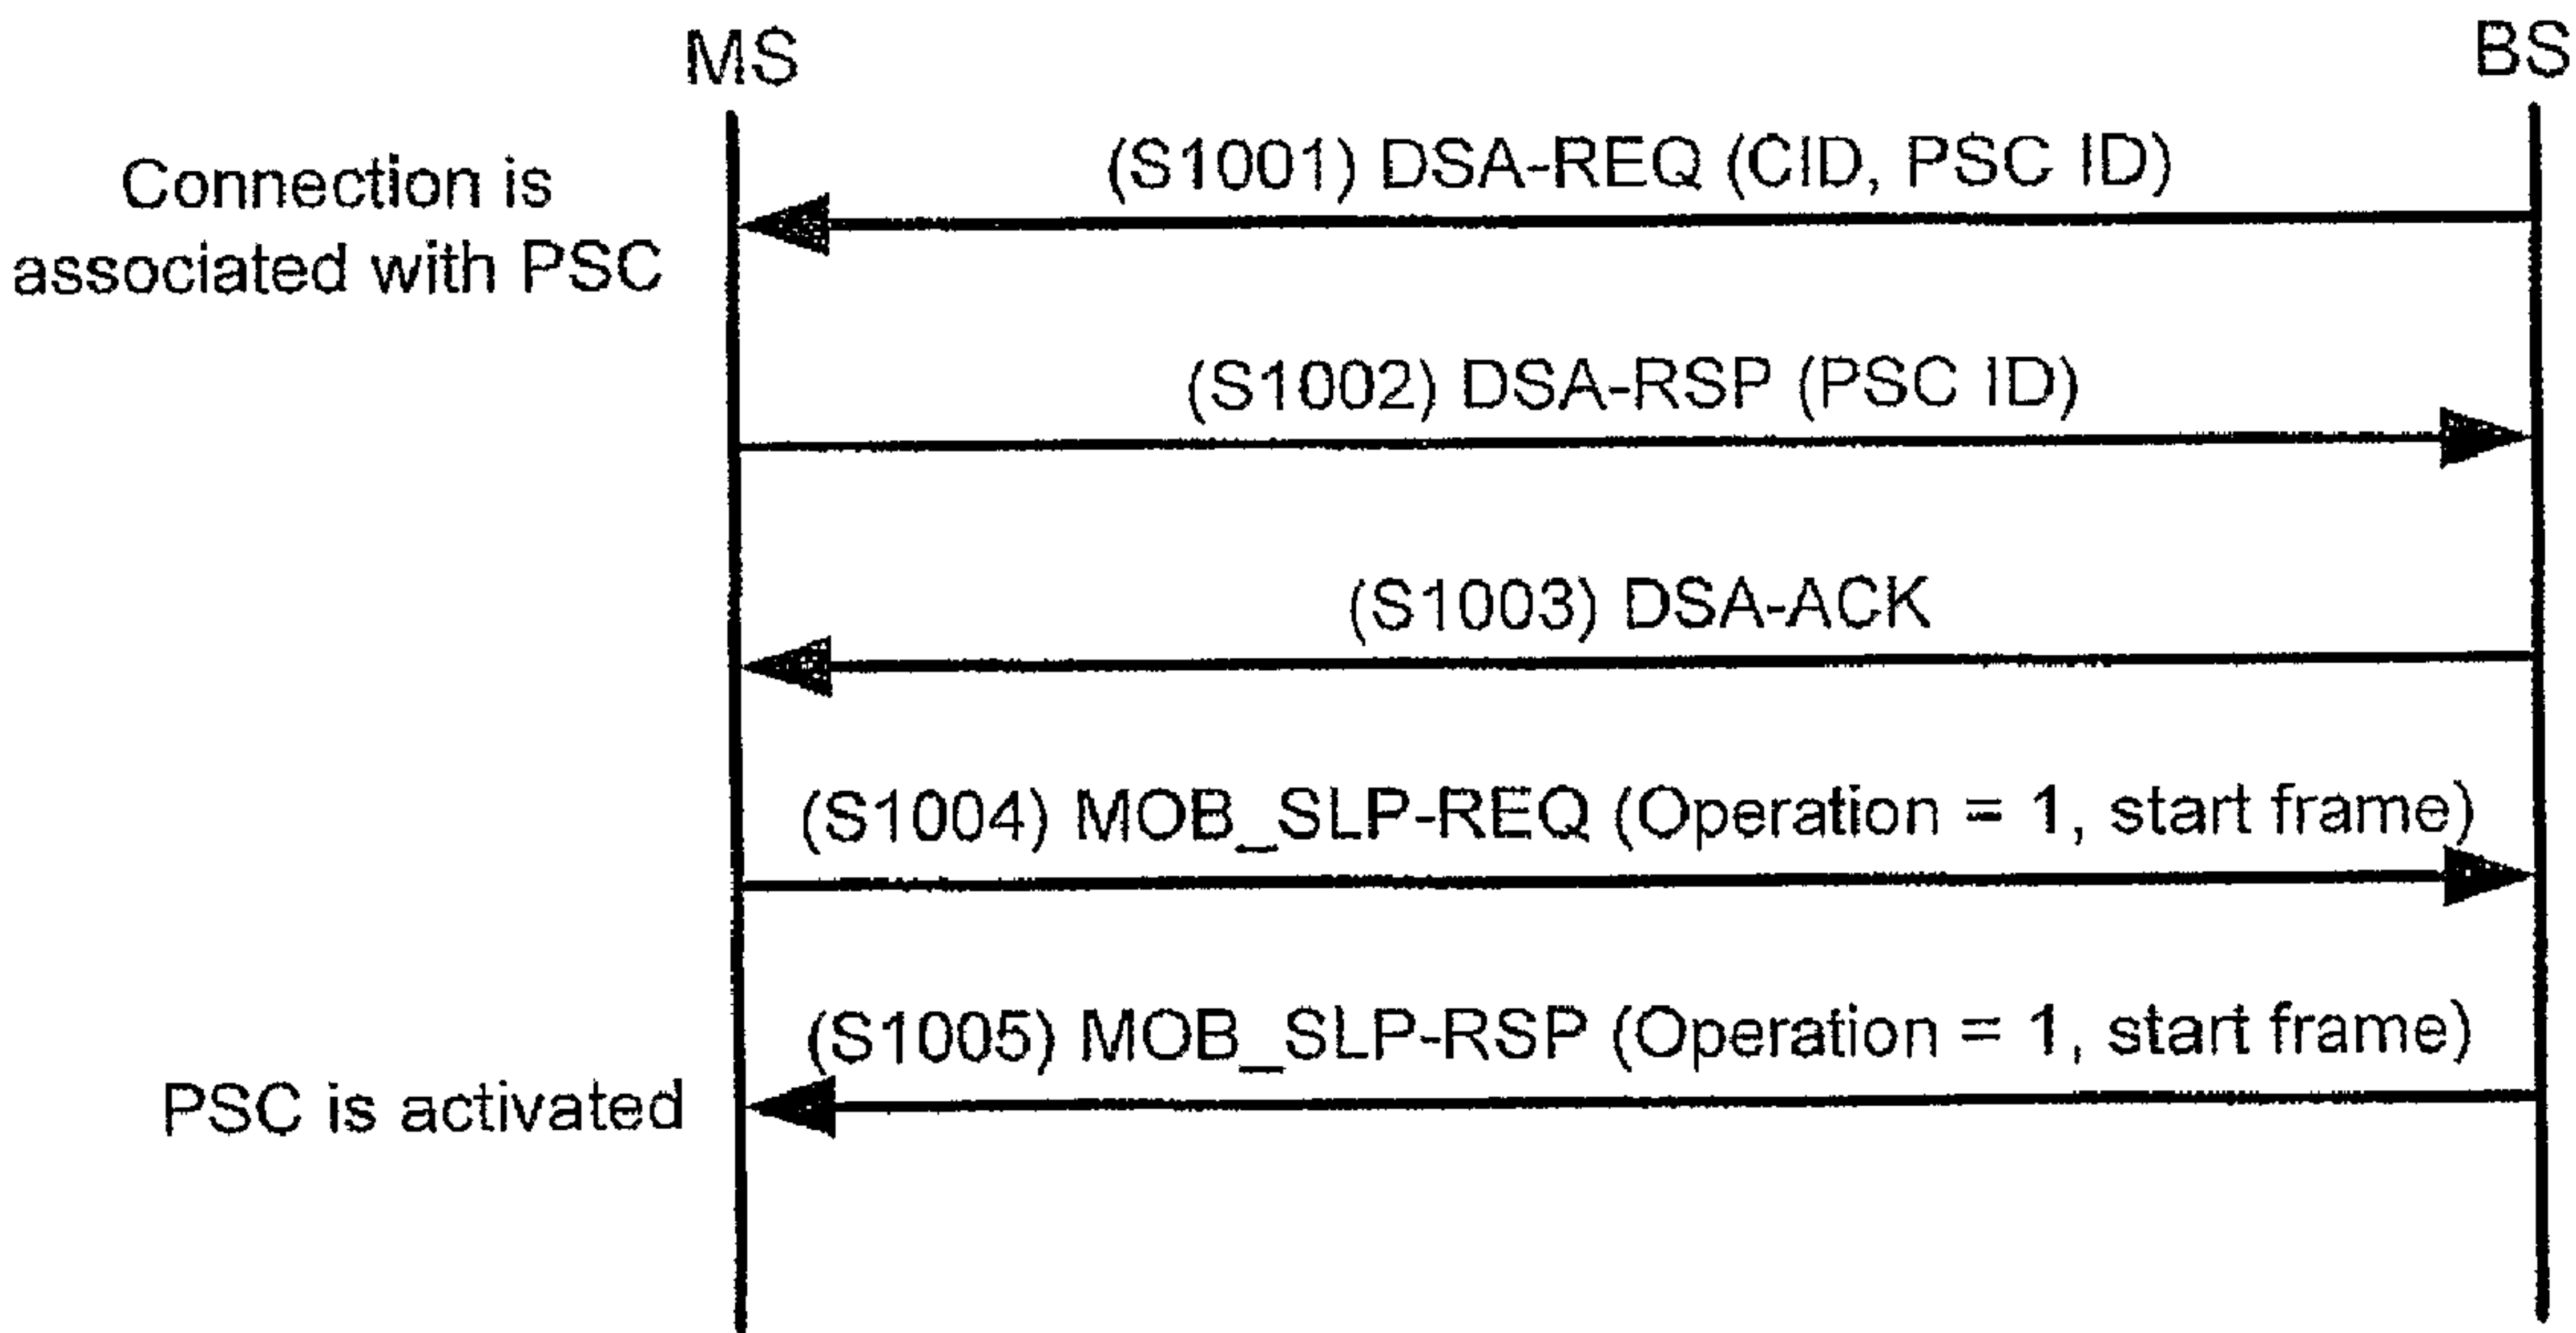 MS
BS
(S1001) DSA-REQ (CID, PSC ID)
Connection is
associated with PSC
(S1002) DSA-RSP (PSC ID)
(S1003) DSA-ACK
(S1004) MOB_SLP-REQ (Operation = 1, start frame)
(S1005) MOB_SLP-RSP (Operation = 1, start frame)
PSC is activated